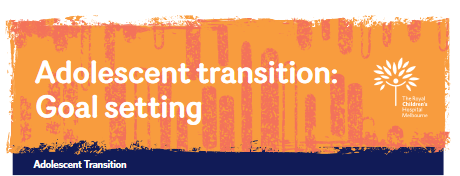 Adolescent transition:
Goal setting
The Royal
Children's
Hospital
Melbourne
Adolescent Transition